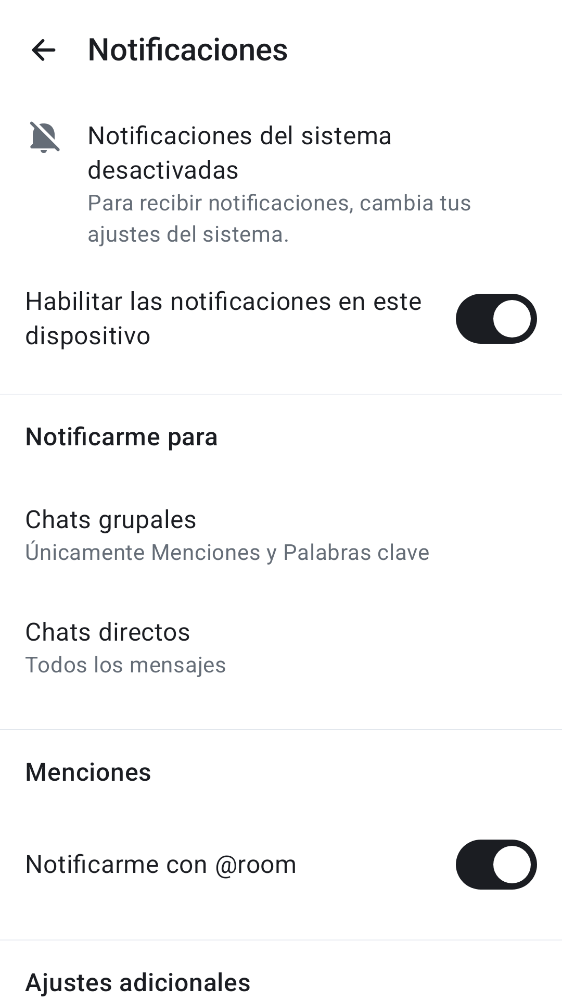 Notificaciones
Notificaciones del sistema
desactivadas
Para recibir notificaciones, cambia tus
ajustes del sistema.
Habilitar las notificaciones en este
dispositivo
Notificarme para
Chats grupales
Únicamente Menciones y Palabras clave
Chats directos
Todos los mensajes
Menciones
Notificarme con @room
Ajustes adicionales